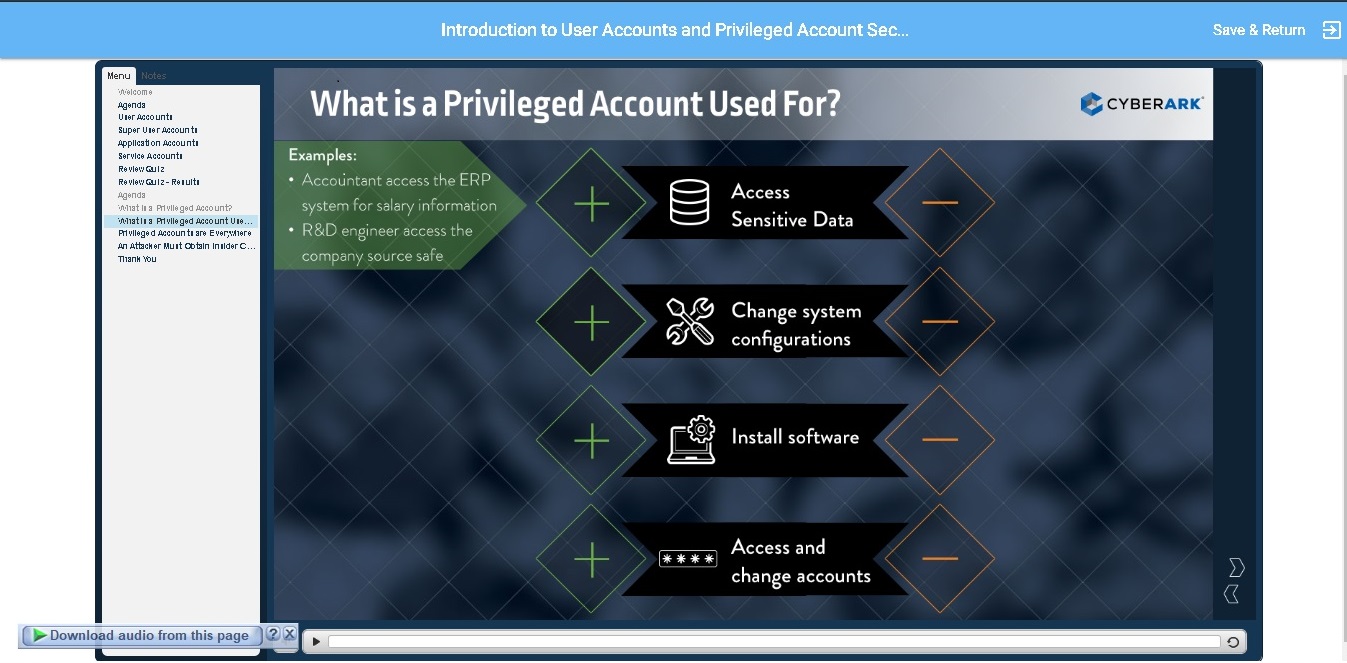 Introduction to User Accounts and Privileged Account Sec...
Save & Return
Menu
Notes
Welcome
Agenda
User Accounts
Super User Accounts
Application Accounts
Service Accounts
Review Quiz
Review Quiz - Results
Agenda
What is a Privileged Account?
What is a Privileged Account Use...
Privileged Accounts are Everywhere
An Attacker Must Obtain Insider C...
Thank You
What is a Privileged Account Used For?
CYBERARK
Examples:
• Accountant access the ERP
system for salary information
• R&D engineer access the
company source safe
Access
Sensitive Data
Change system
configurations
Install software
Access and
change accounts
Download audio from this page